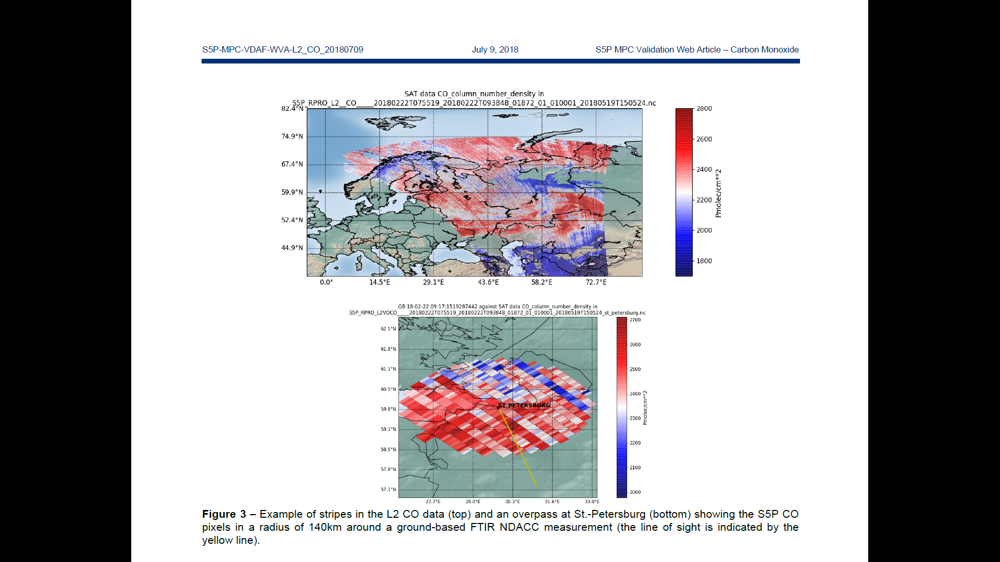 S5P-MPC-VDAF-WVA-L2_CO_20180709 July 9, 2018 S5P MPC Validation Web Article – Carbon Monoxide
SAT data CO_column_number_density in
S5P_RPRO_L2__CO_____20180222T075519_20180222T093848_01872_01_010001_20180519T150524.nc
82.4°N
74.9°N
67.4°N
59.9°N
52.4°N
44.9°N
0.0° 14.5°E 29.1°E 43.6°E 58.2°E 72.7°E
2800
2600
2400
2200
2000
1800
Pmolec/cm**2
GB 18-02-22 09:17:1519287442 against SAT data CO_column_number_density in
S5P_RPRO_L2VOCO_____20180222T075519_20180222T093848_01872_01_010001_20180519T150524_st_petersburg.nc
62.5°N
61.8°N
61.1°N
60.5°N
59.8°N
59.1°N
58.5°N
57.8°N
57.1°N
ST.PETERSBURG
27.7°E 29.0°E 30.3°E 31.6°E 33.0°E
2700
2600
2500
2400
2300
2200
2100
2000
Pmolec/cm**2
Figure 3 – Example of stripes in the L2 CO data (top) and an overpass at St.-Petersburg (bottom) showing the S5P CO
pixels in a radius of 140km around a ground-based FTIR NDACC measurement (the line of sight is indicated by the
yellow line).